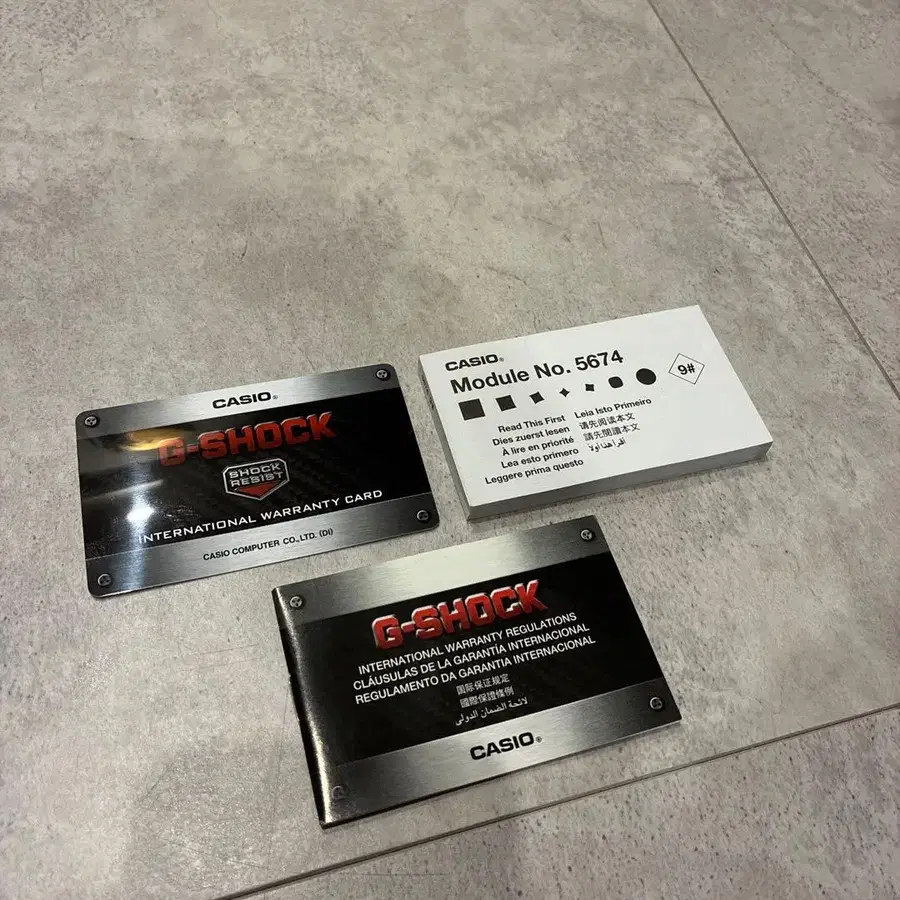 CASIO®
G-SHOCK
SHOCK
RESIST
INTERNATIONAL WARRANTY CARD
CASIO COMPUTER CO.,LTD. (Di)
CASIO®
Module No. 5674
9#
Read This First Leia Isto Primeiro
Dies zuerst lesen 请先阅读本文
À lire en priorité 請先閱讀本文
Lea esto primero اقرأ هذا أولا
Leggere prima questo
G-SHOCK
INTERNATIONAL WARRANTY REGULATIONS
CLÁUSULAS DE LA GARANTÍA INTERNACIONAL
REGULAMENTO DA GARANTIA INTERNACIONAL
国际保证规定
國際保證條例
لائحة الضمان الدولي
CASIO®